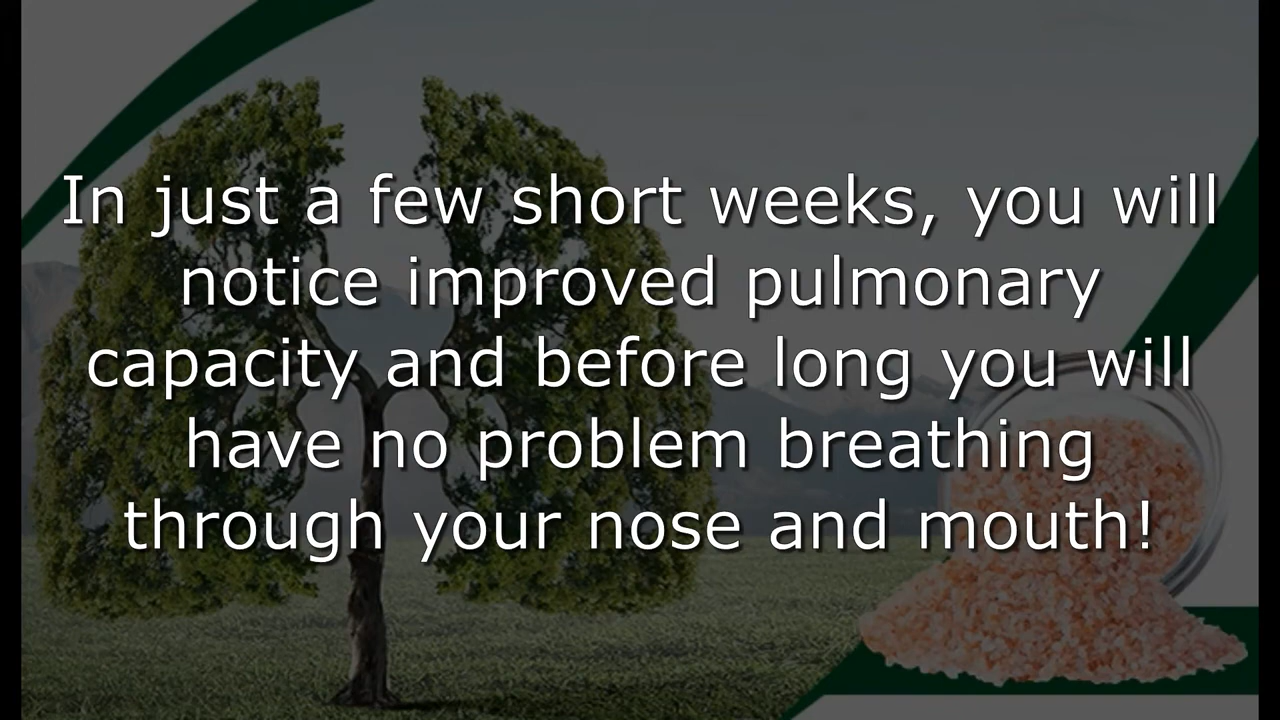 In just a few short weeks, you will
notice improved pulmonary
capacity and before long you will
have no problem breathing
through your nose and mouth!